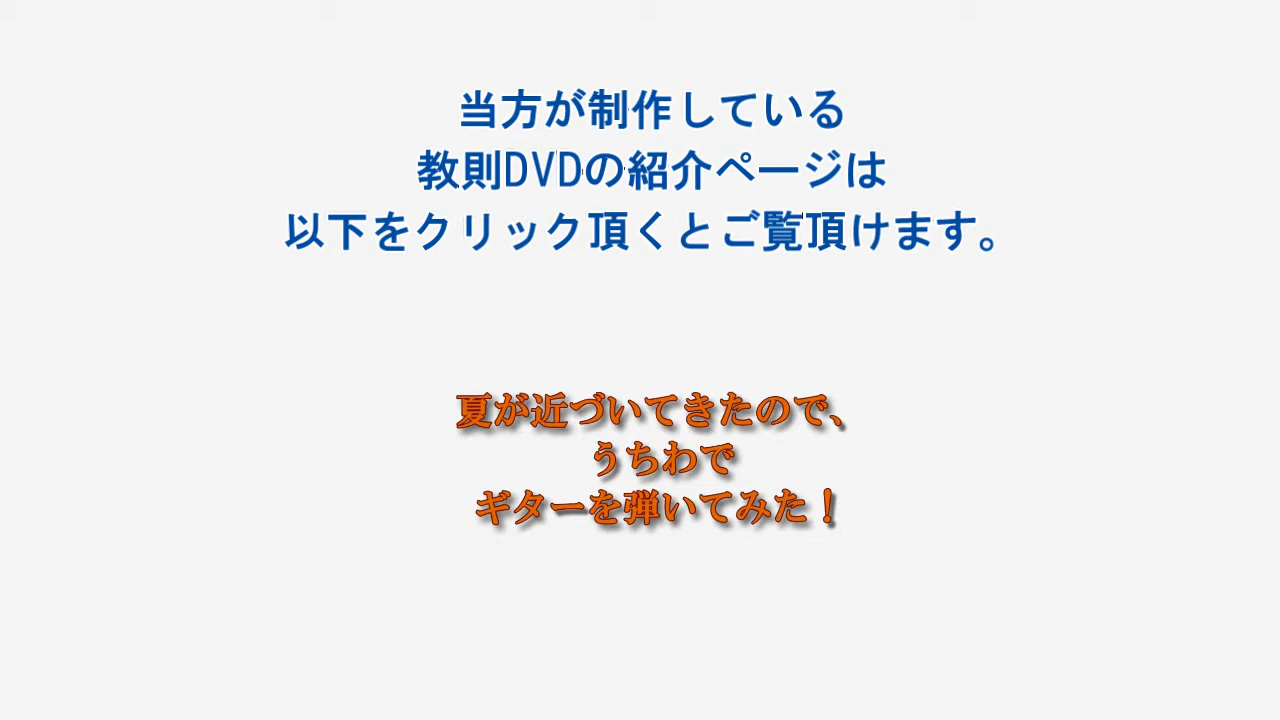 当方が制作している
教則DVDの紹介ページは
以下をクリック頂くとご覧頂けます。
夏が近づいてきたので、
うちわで
ギターを弾いてみた！